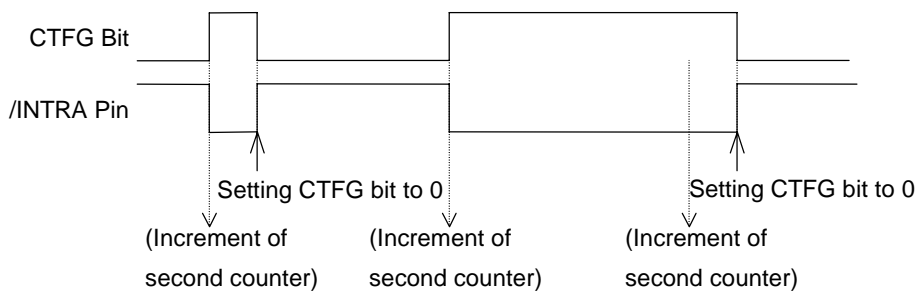 CTFG Bit
/INTRA Pin
Setting CTFG bit to 0
Setting CTFG bit to 0
(Increment of
second counter)
(Increment of
second counter)
(Increment of
second counter)